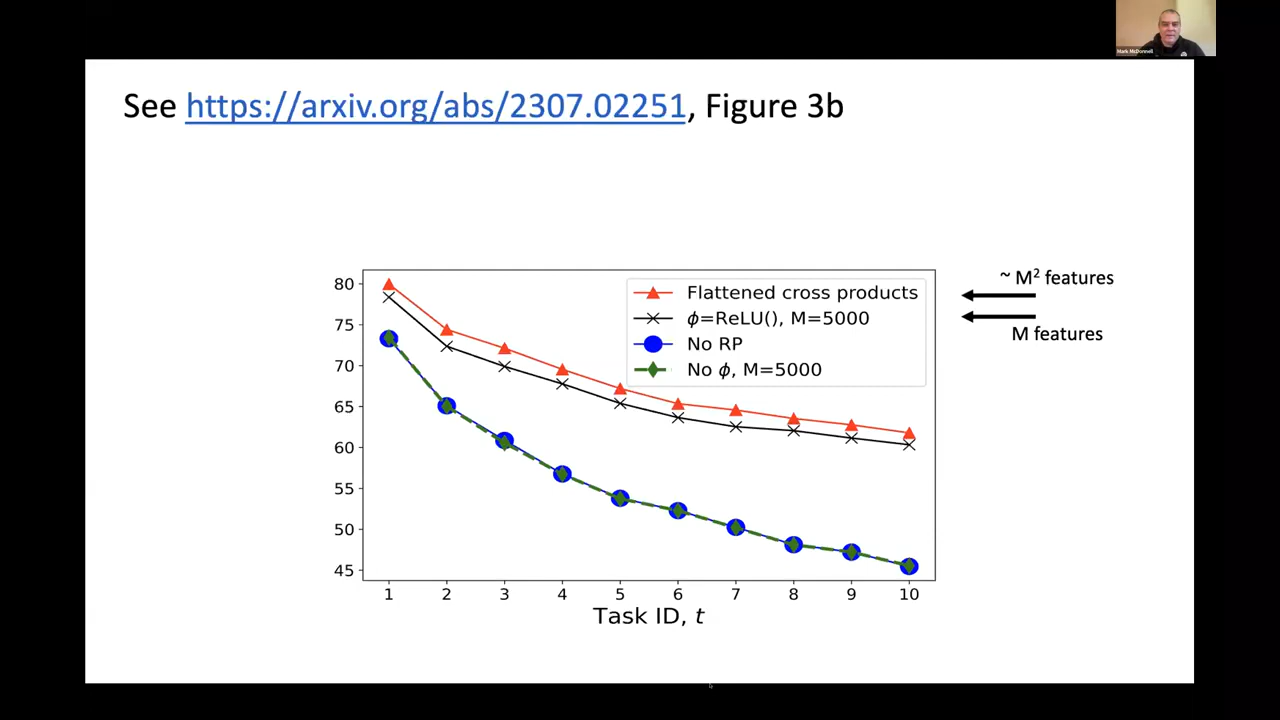 Mark McDonnell
See https://arxiv.org/abs/2307.02251, Figure 3b
~ M² features
M features
Flattened cross products
ϕ=ReLU(), M=5000
No RP
No ϕ, M=5000
80
75
70
65
60
55
50
45
1 2 3 4 5 6 7 8 9 10
Task ID, t